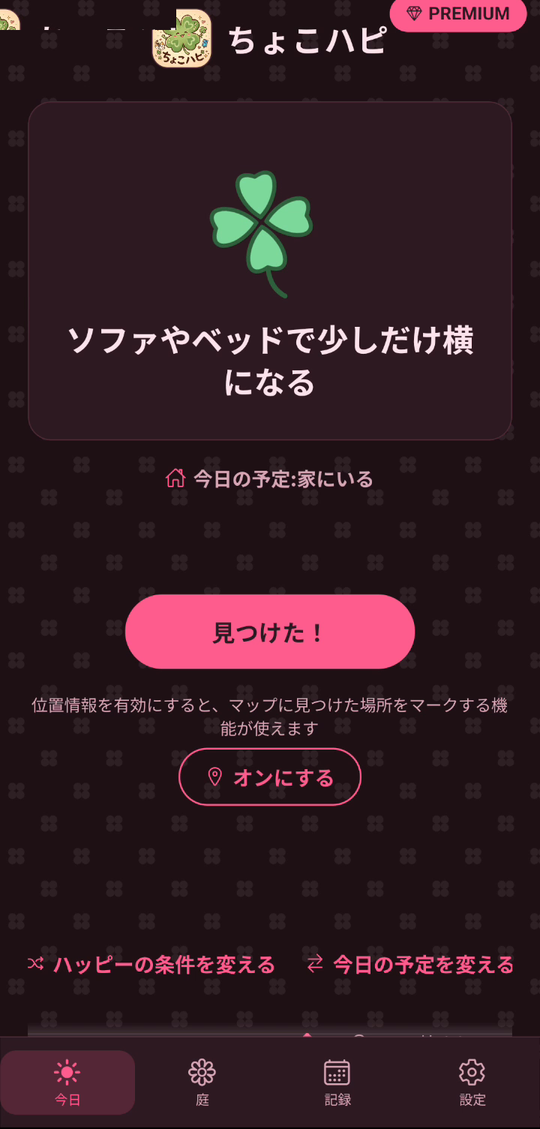 PREMIUM
ちょこハピ
ちょこハピ
ソファやベッドで少しだけ横
になる
今日の予定:家にいる
見つけた！
位置情報を有効にすると、マップに見つけた場所をマークする機
能が使えます
オンにする
ハッピーの条件を変える
今日の予定を変える
今日
庭
記録
設定